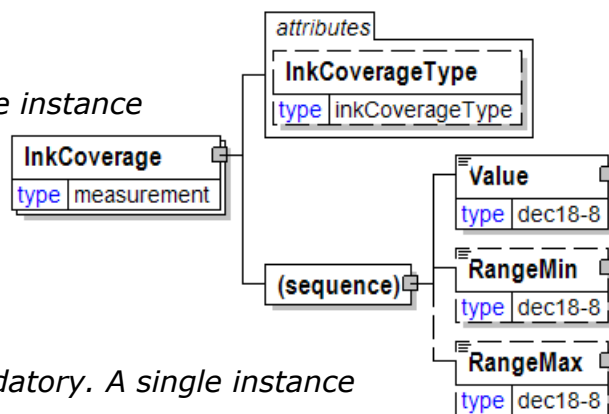 attributes
InkCoverageType
type inkCoverageType
e instance
InkCoverage
type measurement
Value
type dec18-8
(sequence)
RangeMin
type dec18-8
RangeMax
type dec18-8
datory. A single instance